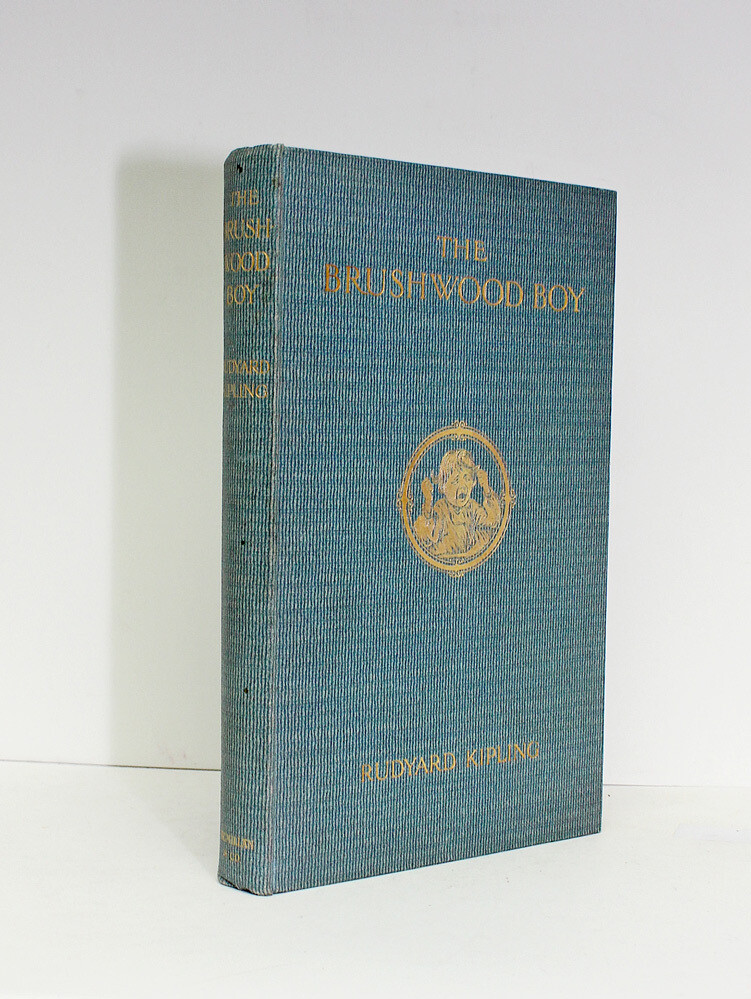 THE
BRUSH
WOOD
BOY
RUDYARD
KIPLING
THE
BRUSHWOOD BOY
RUDYARD KIPLING